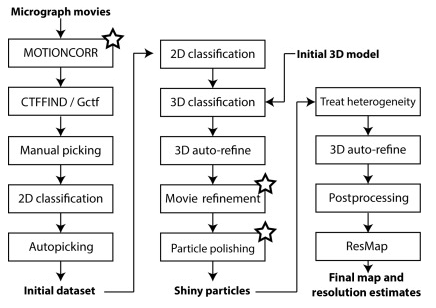 Micrograph movies
MOTIONCORR
CTFFIND / Gctf
Manual picking
2D classification
Autopicking
Initial dataset
2D classification
Initial 3D model
3D classification
3D auto-refine
Movie refinement
Particle polishing
Shiny particles
Treat heterogeneity
3D auto-refine
Postprocessing
ResMap
Final map and
resolution estimates